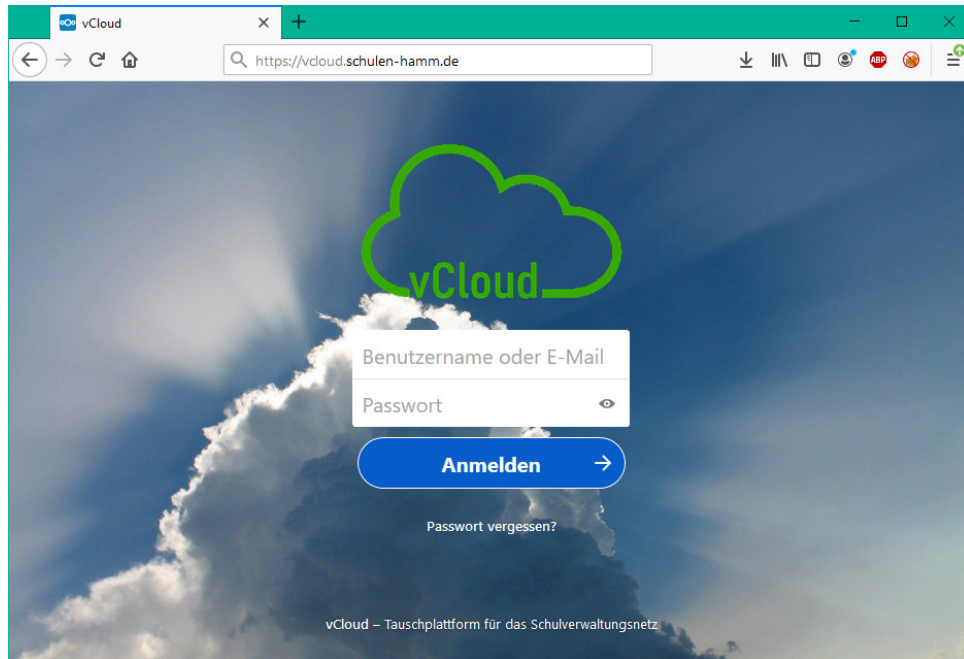 vCloud
https://vcloud.schulen-hamm.de
ABP
vCloud
Benutzername oder E-Mail
Passwort
Anmelden
Passwort vergessen?
vCloud – Tauschplattform für das Schulverwaltungsnetz